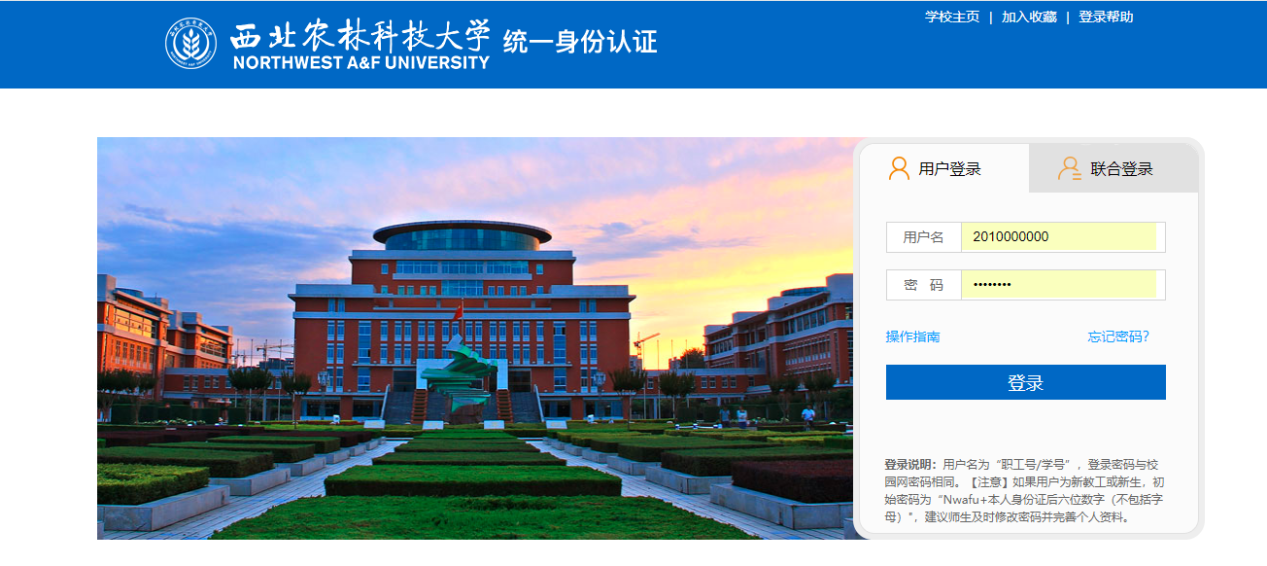 学校主页 | 加入收藏 | 登录帮助
西北农林科技大学 统一身份认证
NORTHWEST A&F UNIVERSITY
用户登录 联合登录
用户名 2010000000
密 码 ••••••••
操作指南 忘记密码?
登录
登录说明：用户名为“职工号/学号”，登录密码与校
园网密码相同。【注意】如果用户为新教工或新生，初
始密码为“Nwafu+本人身份证后六位数字（不包括字
母）”，建议师生及时修改密码并完善个人资料。